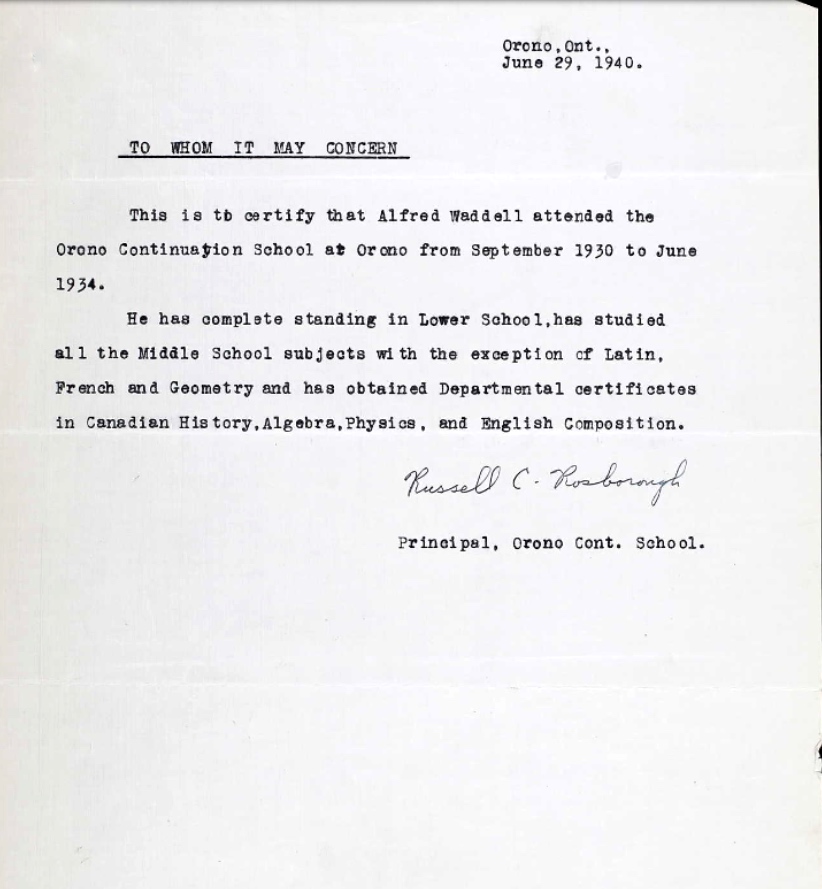 Orono,Ont.,
June 29, 1940.
TO WHOM IT MAY CONCERN
This is to certify that Alfred Waddell attended the
Orono Continuation School at Orono from September 1930 to June
1934.
He has complete standing in Lower School,has studied
all the Middle School subjects with the exception of Latin,
French and Geometry and has obtained Departmental certificates
in Canadian History,Algebra,Physics, and English Composition.
Russell C. Rosborough
Principal, Orono Cont. School.